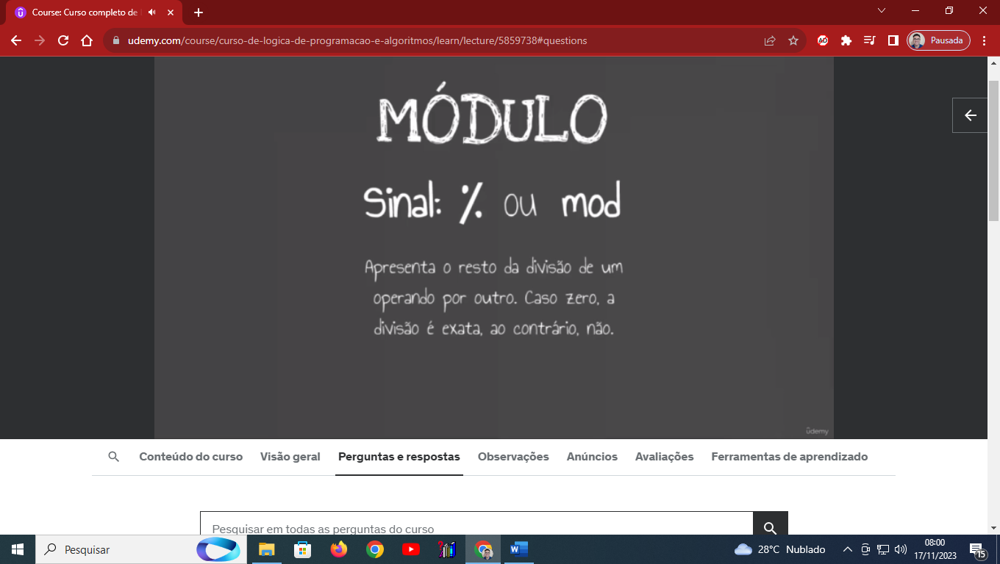 Course: Curso completo de
udemy.com/course/curso-de-logica-de-programacao-e-algoritmos/learn/lecture/5859738#questions
Pausada
MÓDULO
Sinal: % ou mod
Apresenta o resto da divisão de um
operando por outro. Caso zero, a
divisão é exata, ao contrário, não.
udemy
Conteúdo do curso Visão geral Perguntas e respostas Observações Anúncios Avaliações Ferramentas de aprendizado
Pesquisar em todas as perguntas do curso
Pesquisar
28°C Nublado
08:00
17/11/2023
15